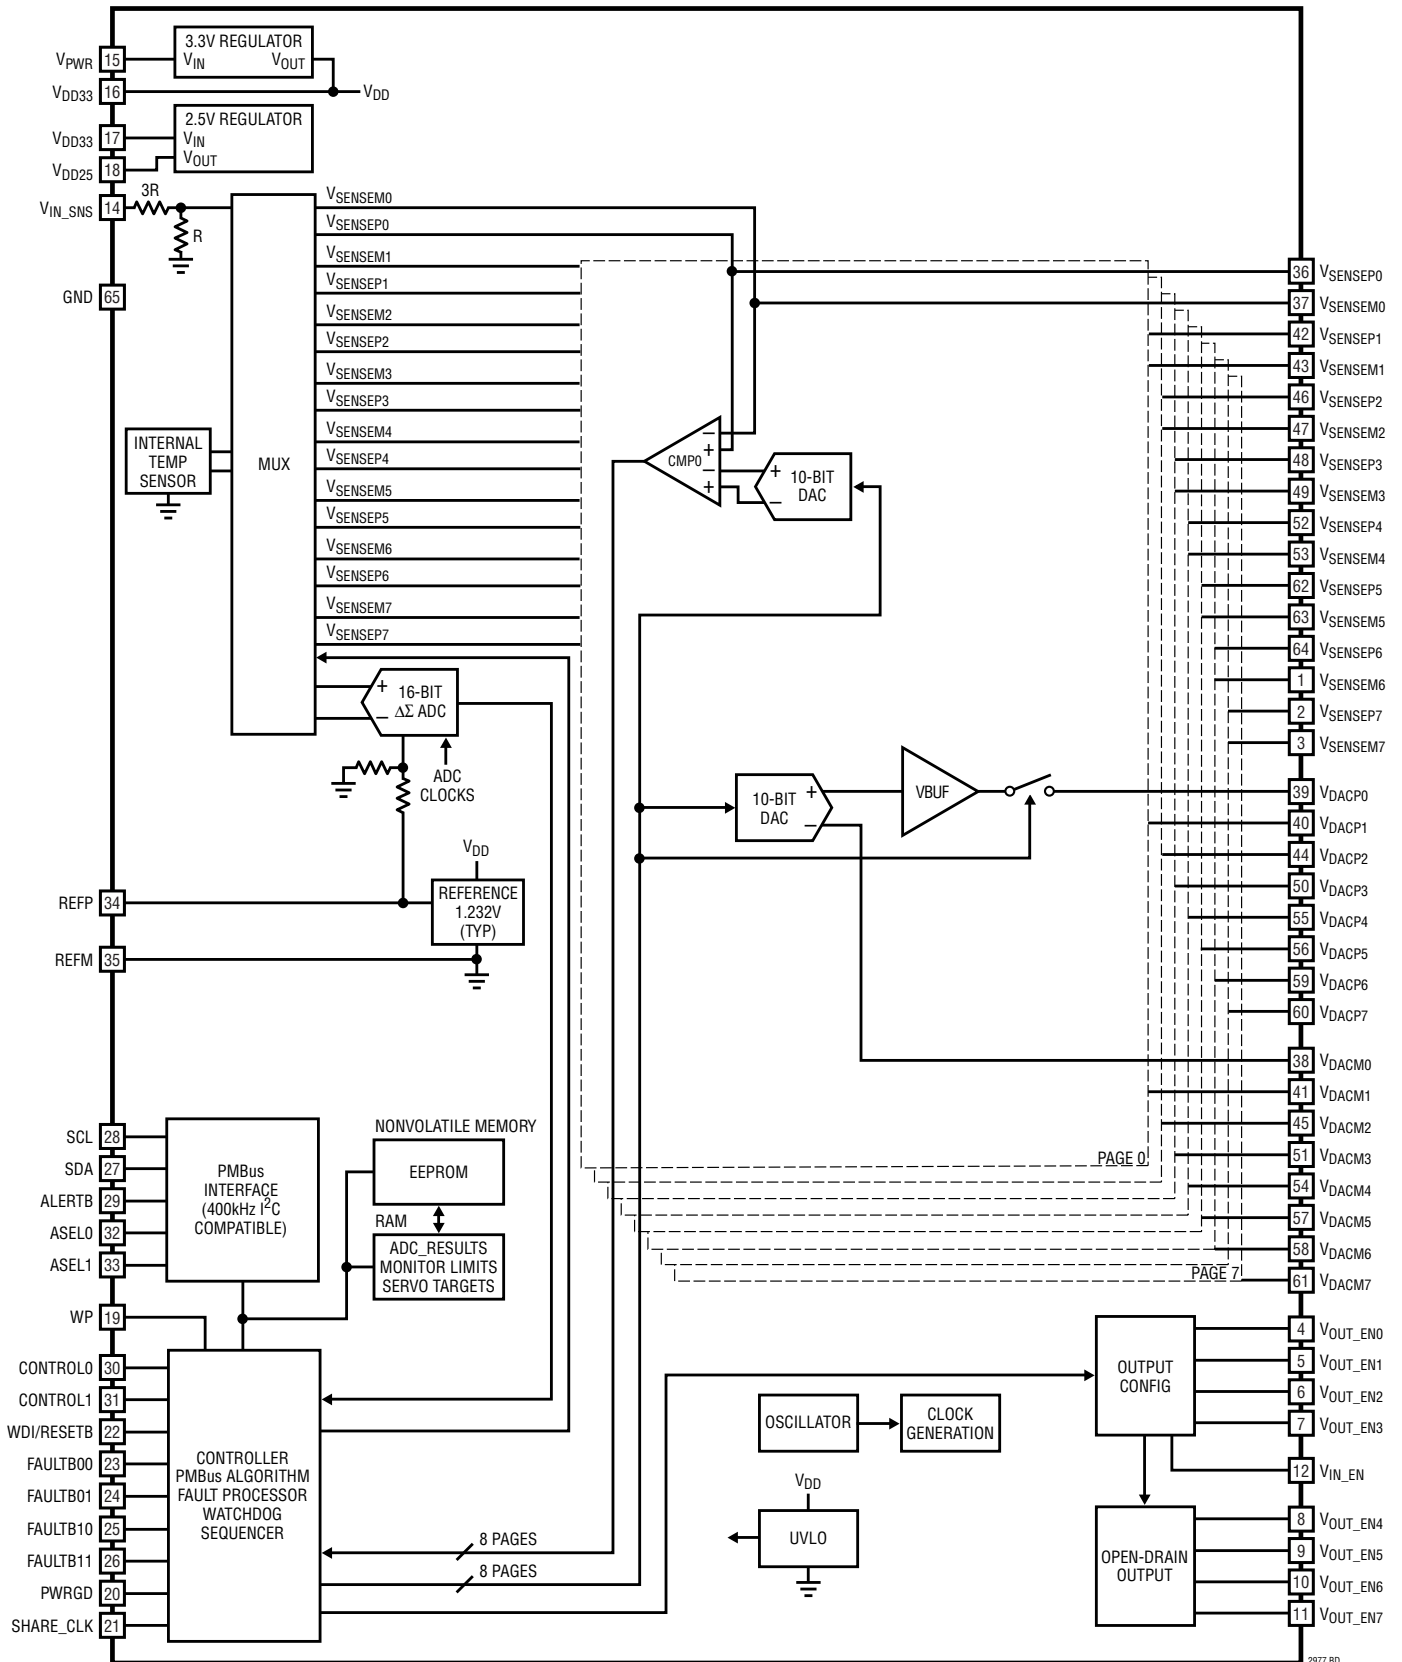 3.3V REGULATOR
VIN VOUT
VPWR 15
VDD33 16
VDD
2.5V REGULATOR
VIN
VOUT
VDD33 17
VDD25 18
VIN_SNS 14
3R
R
GND 65
INTERNAL
TEMP
SENSOR
MUX
VSENSEM0
VSENSEP0
VSENSEM1
VSENSEP1
VSENSEM2
VSENSEP2
VSENSEM3
VSENSEP3
VSENSEM4
VSENSEP4
VSENSEM5
VSENSEP5
VSENSEM6
VSENSEP6
VSENSEM7
VSENSEP7
CMP0
–
+
–
+
+
–
10-BIT
DAC
+
–
16-BIT
ΔΣ ADC
ADC
CLOCKS
10-BIT
DAC
+
–
VBUF
VDD
REFERENCE
1.232V
(TYP)
REFP 34
REFM 35
36 VSENSEP0
37 VSENSEM0
42 VSENSEP1
43 VSENSEM1
46 VSENSEP2
47 VSENSEM2
48 VSENSEP3
49 VSENSEM3
52 VSENSEP4
53 VSENSEM4
62 VSENSEP5
63 VSENSEM5
64 VSENSEP6
1 VSENSEM6
2 VSENSEP7
3 VSENSEM7
39 VDACP0
40 VDACP1
44 VDACP2
50 VDACP3
55 VDACP4
56 VDACP5
59 VDACP6
60 VDACP7
38 VDACM0
41 VDACM1
45 VDACM2
51 VDACM3
54 VDACM4
57 VDACM5
58 VDACM6
61 VDACM7
PAGE 0
PAGE 7
SCL 28
SDA 27
ALERTB 29
ASEL0 32
ASEL1 33
PMBus
INTERFACE
(400kHz I2C
COMPATIBLE)
NONVOLATILE MEMORY
EEPROM
RAM
ADC_RESULTS
MONITOR LIMITS
SERVO TARGETS
WP 19
CONTROL0 30
CONTROL1 31
WDI/RESETB 22
FAULTB00 23
FAULTB01 24
FAULTB10 25
FAULTB11 26
PWRGD 20
SHARE_CLK 21
CONTROLLER
PMBus ALGORITHM
FAULT PROCESSOR
WATCHDOG
SEQUENCER
8 PAGES
8 PAGES
OSCILLATOR
CLOCK
GENERATION
VDD
UVLO
OUTPUT
CONFIG
OPEN-DRAIN
OUTPUT
4 VOUT_EN0
5 VOUT_EN1
6 VOUT_EN2
7 VOUT_EN3
12 VIN_EN
8 VOUT_EN4
9 VOUT_EN5
10 VOUT_EN6
11 VOUT_EN7
2977 BD